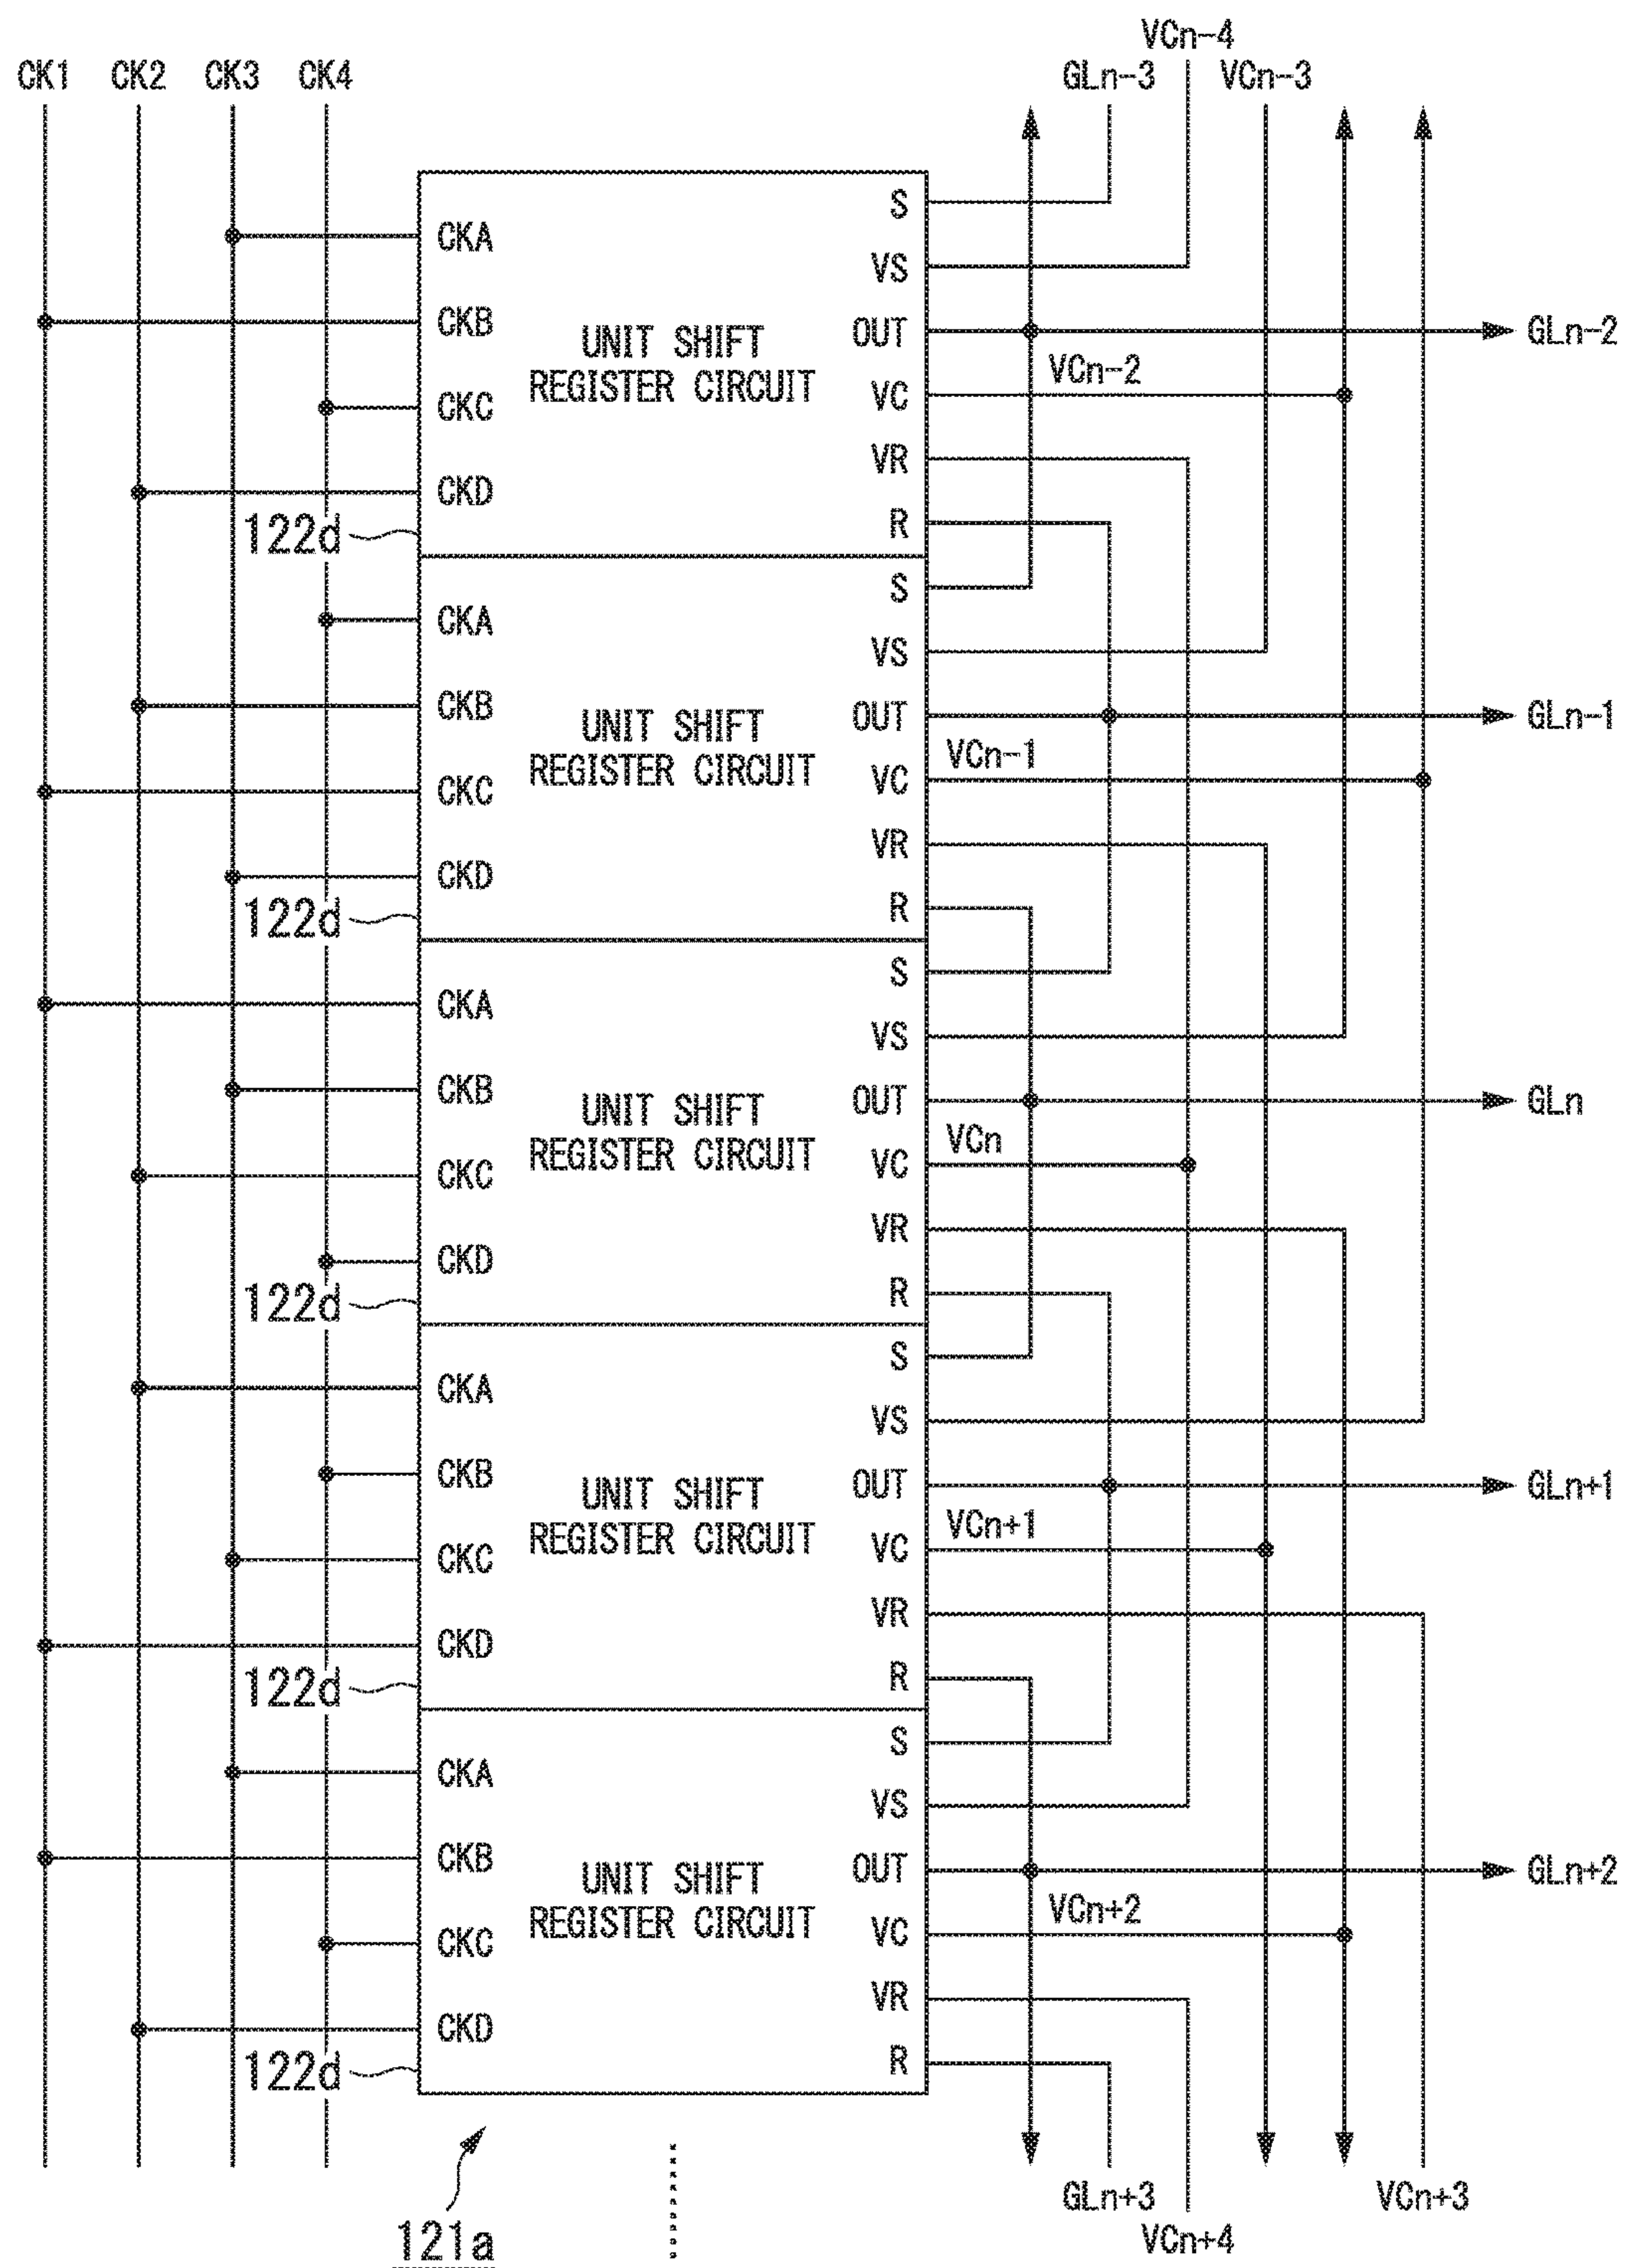 VCn-4
CK1 CK2 CK3 CK4 GLn-3 VCn-3
S
CKA
VS
CKB UNIT SHIFT OUT GLn-2
REGISTER CIRCUIT VCn-2
CKC VC
VR
CKD
R
122d
S
CKA
VS
CKB UNIT SHIFT OUT GLn-1
REGISTER CIRCUIT VCn-1
CKC VC
VR
CKD
R
122d
S
CKA
VS
CKB UNIT SHIFT OUT GLn
REGISTER CIRCUIT VCn
CKC VC
VR
CKD
R
122d
S
CKA
VS
CKB UNIT SHIFT OUT GLn+1
REGISTER CIRCUIT VCn+1
CKC VC
VR
CKD
R
122d
S
CKA
VS
CKB UNIT SHIFT OUT GLn+2
REGISTER CIRCUIT VCn+2
CKC VC
VR
CKD
R
122d
GLn+3 VCn+3
121a VCn+4